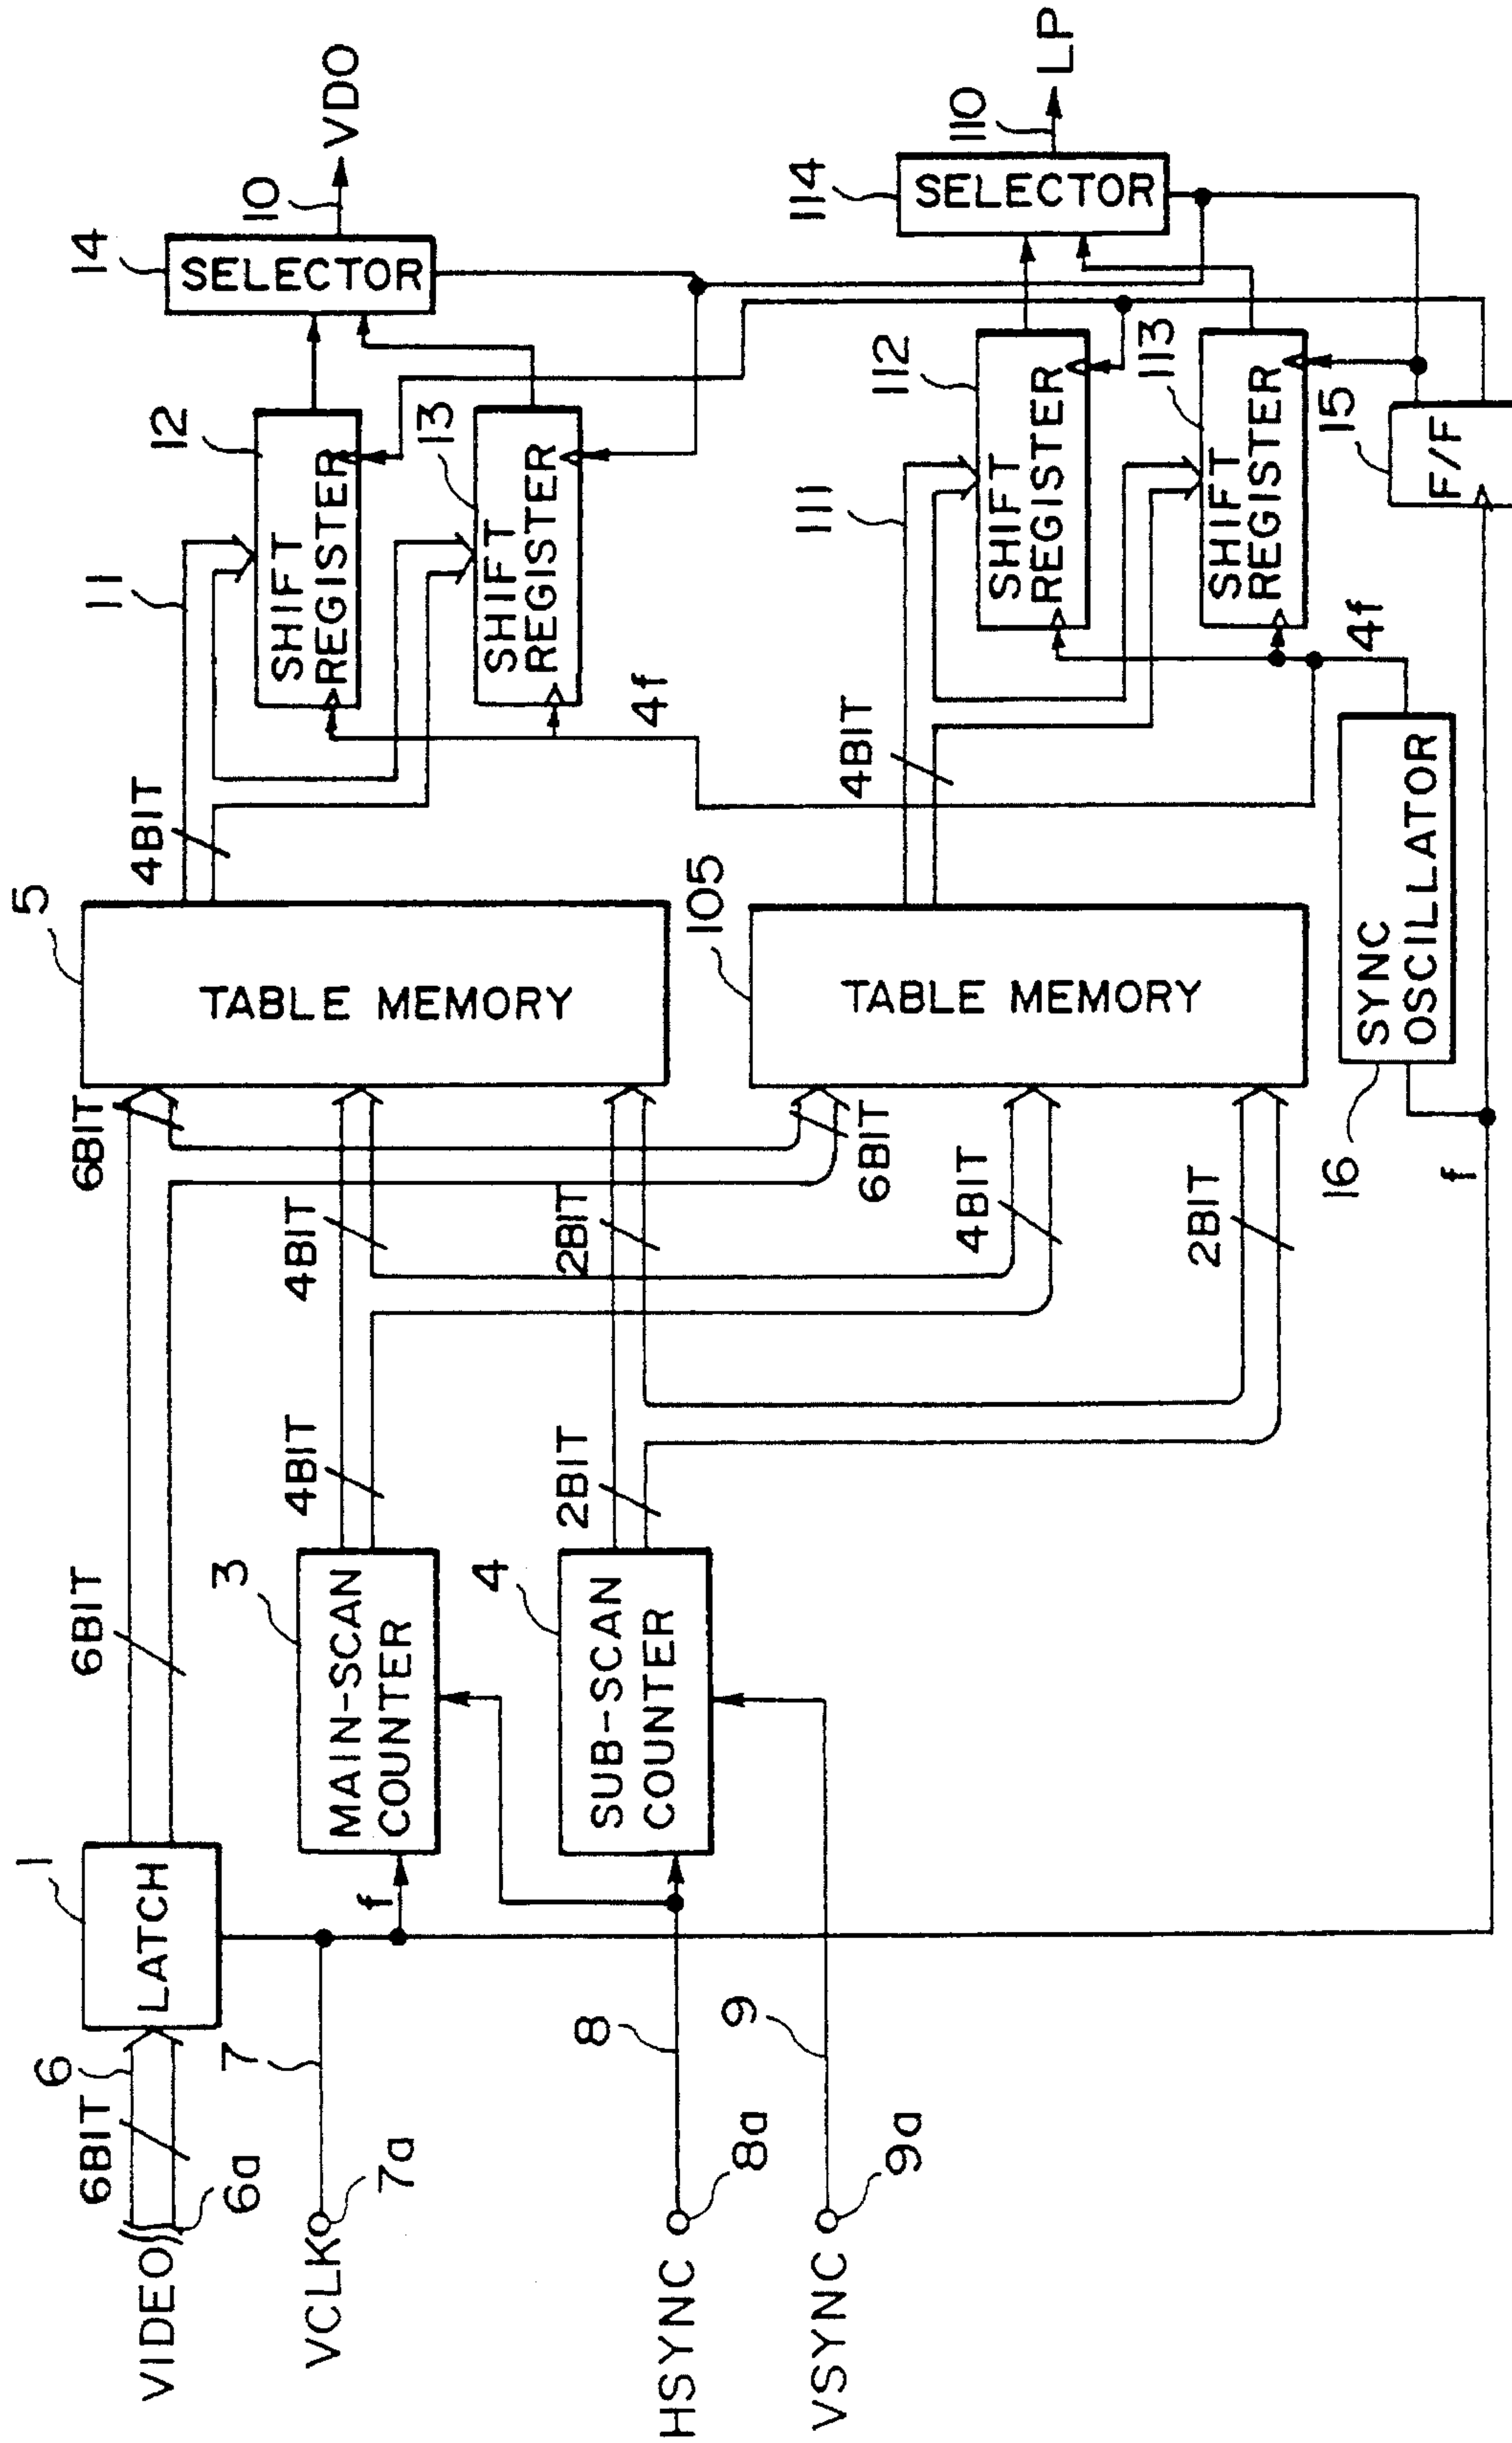 VIDEO
6BIT
6
6a
VCLK
7
7a
HSYNC
8
8a
VSYNC
9
9a
1
LATCH
f
3
MAIN-SCAN
COUNTER
4
SUB-SCAN
COUNTER
6BIT
4BIT
2BIT
6BIT
4BIT
2BIT
6BIT
4BIT
2BIT
5
TABLE MEMORY
105
TABLE MEMORY
16
SYNC
OSCILLATOR
f
4f
4BIT
11
12
SHIFT
REGISTER
13
SHIFT
REGISTER
4f
14
SELECTOR
10
VDO
4BIT
111
112
SHIFT
REGISTER
113
SHIFT
REGISTER
15
F/F
114
SELECTOR
110
LP